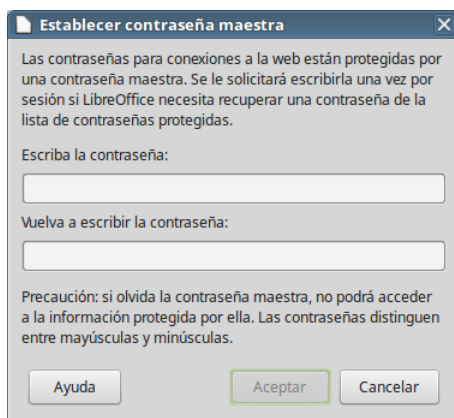 Establecer contraseña maestra
Las contraseñas para conexiones a la web están protegidas por
una contraseña maestra. Se le solicitará escribirla una vez por
sesión si LibreOffice necesita recuperar una contraseña de la
lista de contraseñas protegidas.
Escriba la contraseña:
Vuelva a escribir la contraseña:
Precaución: si olvida la contraseña maestra, no podrá acceder
a la información protegida por ella. Las contraseñas distinguen
entre mayúsculas y minúsculas.
Ayuda Aceptar Cancelar